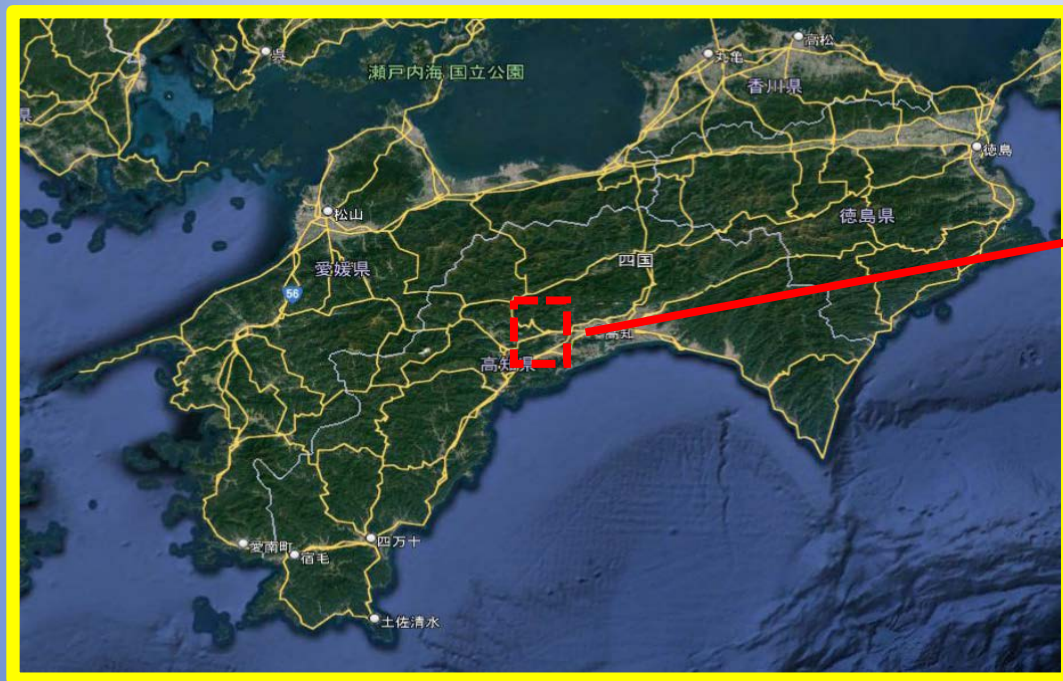 呉
高松
丸亀
瀬戸内海国立公園
香川県
県
徳島
松山
徳島県
四国
愛媛県
56
高知
高知県
愛南町
宿毛
四万十
土佐清水